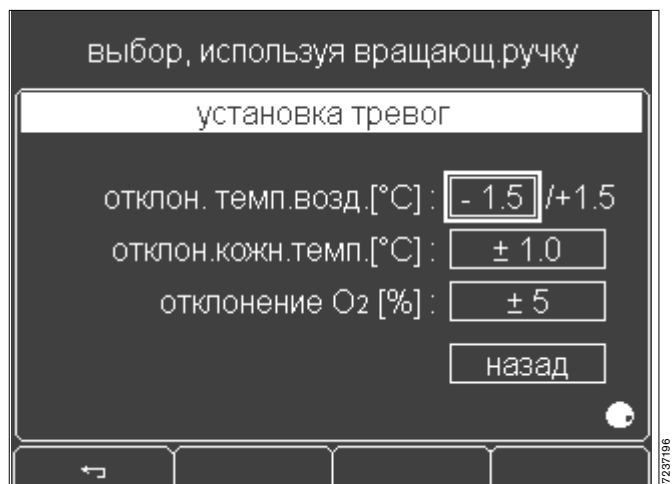 выбор, используя вращающ.ручку
установка тревог
отклон. темп.возд.[°C] : - 1.5 /+1.5
отклон.кожн.темп.[°C] : ± 1.0
отклонение O2 [%] : ± 5
назад
7237196